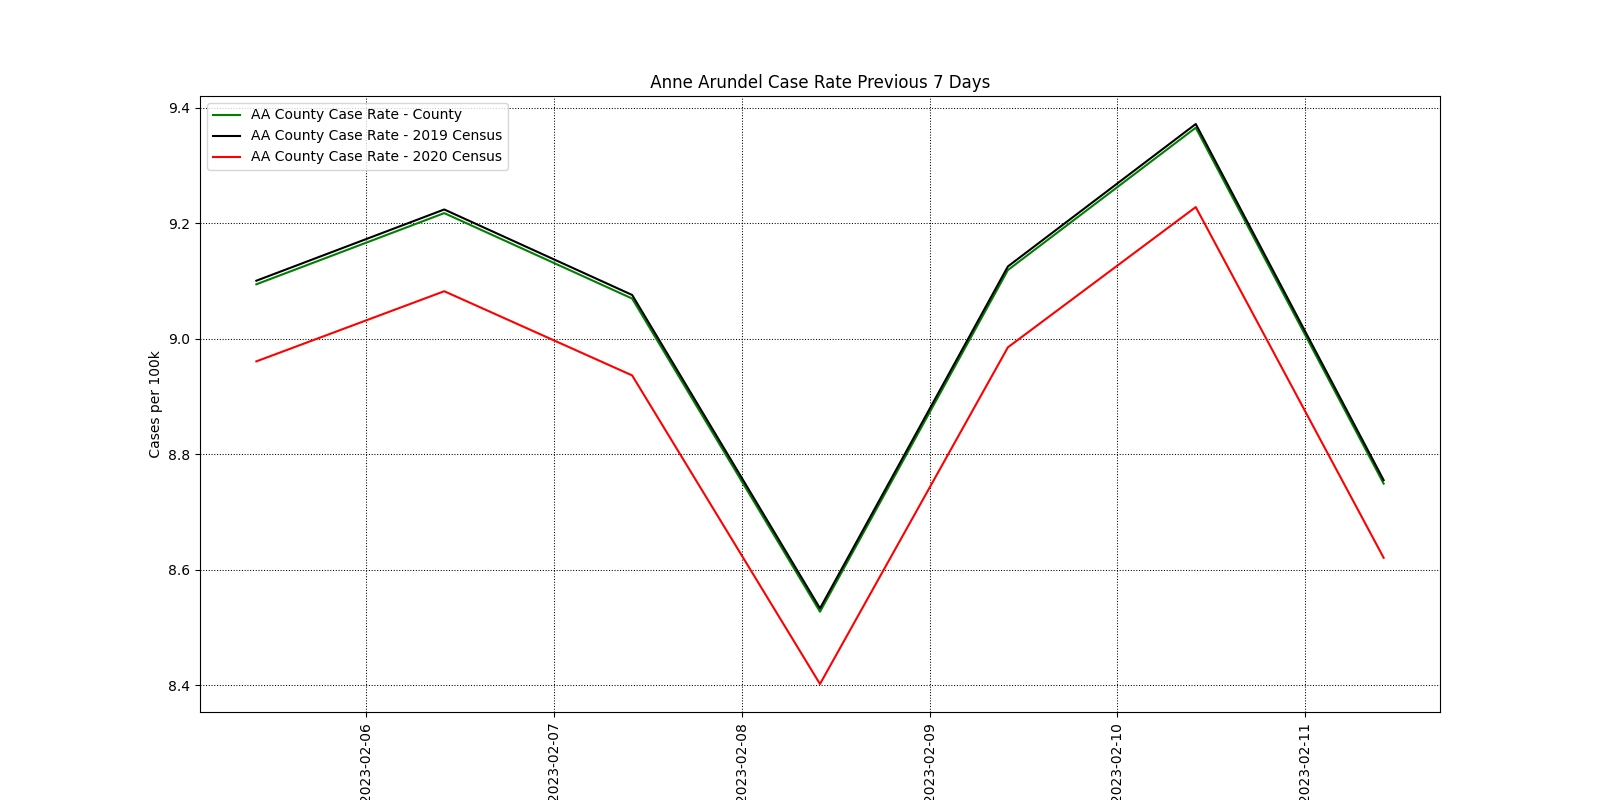 Anne Arundel Case Rate Previous 7 Days
AA County Case Rate - County
AA County Case Rate - 2019 Census
AA County Case Rate - 2020 Census
Cases per 100k
9.4
9.2
9.0
8.8
8.6
8.4
2023-02-06
2023-02-07
2023-02-08
2023-02-09
2023-02-10
2023-02-11